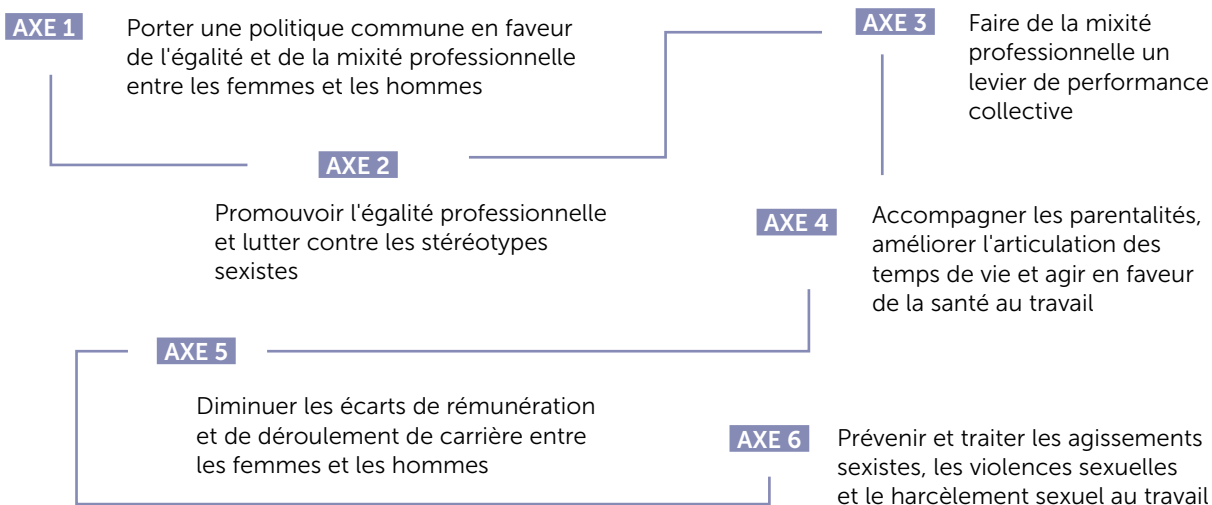 AXE 1
Porter une politique commune en faveur
de l'égalité et de la mixité professionnelle
entre les femmes et les hommes
AXE 2
Promouvoir l'égalité professionnelle
et lutter contre les stéréotypes
sexistes
AXE 3
Faire de la mixité
professionnelle un
levier de performance
collective
AXE 4
Accompagner les parentalités,
améliorer l'articulation des
temps de vie et agir en faveur
de la santé au travail
AXE 5
Diminuer les écarts de rémunération
et de déroulement de carrière entre
les femmes et les hommes
AXE 6
Prévenir et traiter les agissements
sexistes, les violences sexuelles
et le harcèlement sexuel au travail